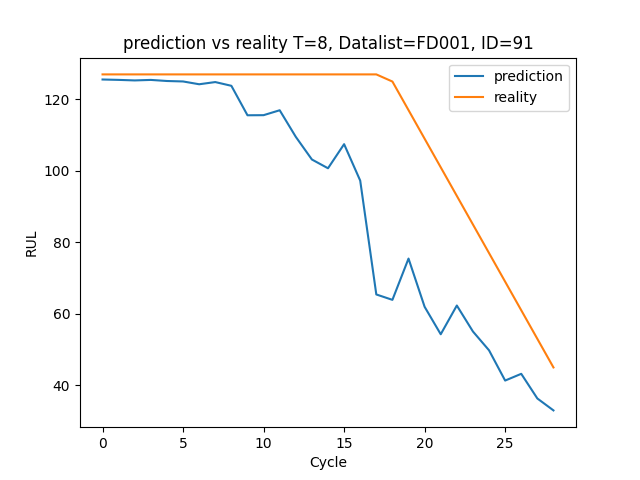 prediction vs reality T=8, Datalist=FD001, ID=91
prediction
reality
RUL
120
100
80
60
40
0 5 10 15 20 25
Cycle